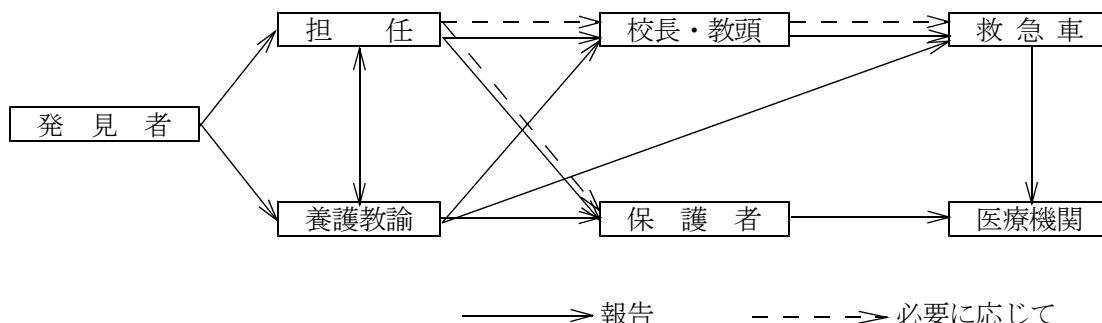 担任
校長・教頭
救急車
発見者
養護教諭
保護者
医療機関
報告
必要に応じて